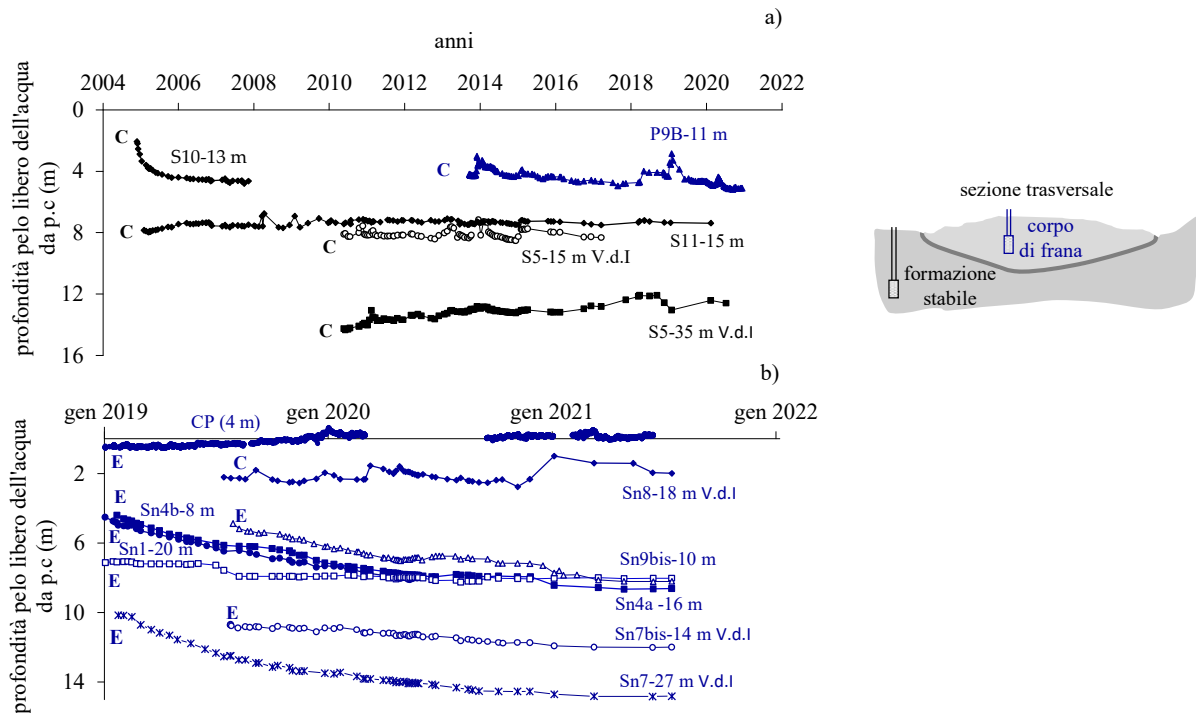 a)
anni
2004 2006 2008 2010 2012 2014 2016 2018 2020 2022
profondità pelo libero dell'acqua
da p.c (m)
0
4
8
12
16
C
S10-13 m
C
P9B-11 m
C
S11-15 m
C
S5-15 m V.d.I
C
S5-35 m V.d.I
sezione trasversale
corpo
di frana
formazione
stabile
b)
gen 2019 gen 2020 gen 2021 gen 2022
profondità pelo libero dell'acqua
da p.c (m)
2
6
10
14
CP (4 m)
E
C
Sn8-18 m V.d.I
E
Sn4b-8 m
E
E
Sn1-20 m
E
Sn9bis-10 m
Sn4a -16 m
E
Sn7bis-14 m V.d.I
E
Sn7-27 m V.d.I